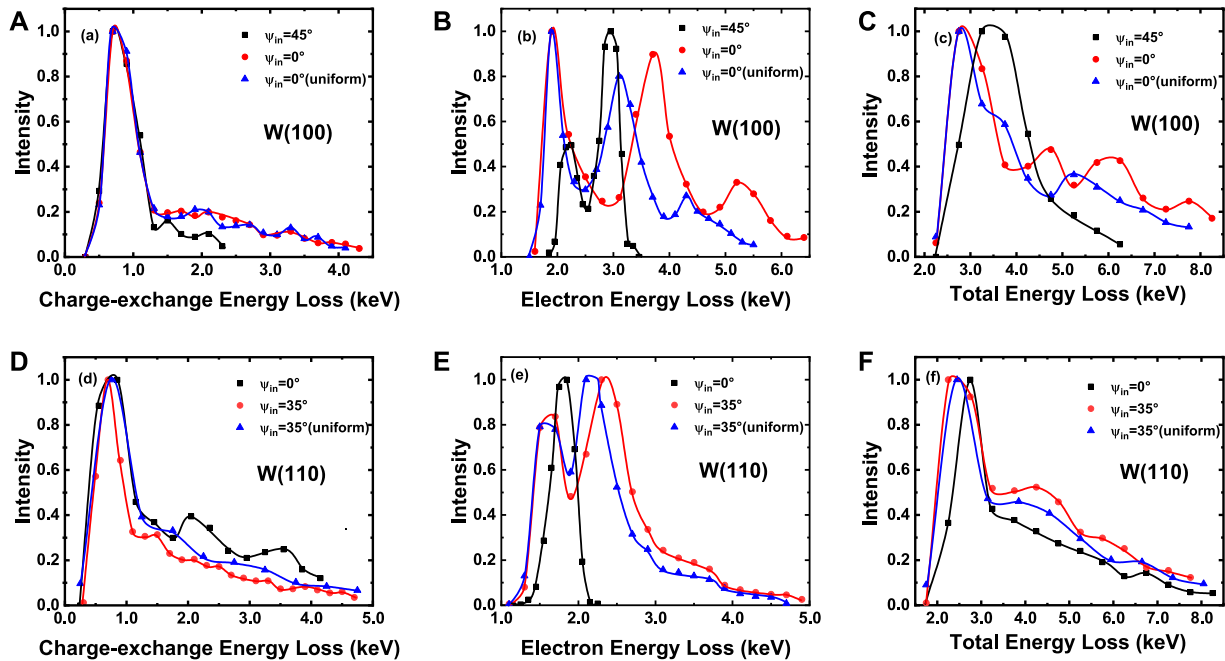 A
(a)
ψin=45°
ψin=0°
ψin=0°(uniform)
W(100)
Intensity
1.0
0.8
0.6
0.4
0.2
0.0
0.0 1.0 2.0 3.0 4.0
Charge-exchange Energy Loss (keV)
B
(b)
ψin=45°
ψin=0°
ψin=0°(uniform)
W(100)
Intensity
1.0
0.8
0.6
0.4
0.2
0.0
2.0 3.0 4.0 5.0 6.0
Electron Energy Loss (keV)
C
(c)
ψin=45°
ψin=0°
ψin=0°(uniform)
W(100)
Intensity
1.0
0.8
0.6
0.4
0.2
0.0
2.0 3.0 4.0 5.0 6.0 7.0 8.0
Total Energy Loss (keV)
D
(d)
ψin=0°
ψin=35°
ψin=35°(uniform)
W(110)
Intensity
1.0
0.8
0.6
0.4
0.2
0.0
0.0 1.0 2.0 3.0 4.0 5.0
Charge-exchange Energy Loss (keV)
E
(e)
ψin=0°
ψin=35°
ψin=35°(uniform)
W(110)
Intensity
1.0
0.8
0.6
0.4
0.2
0.0
1.0 2.0 3.0 4.0 5.0
Electron Energy Loss (keV)
F
(f)
ψin=0°
ψin=35°
ψin=35°(uniform)
W(110)
Intensity
1.0
0.8
0.6
0.4
0.2
0.0
2.0 3.0 4.0 5.0 6.0 7.0 8.0
Total Energy Loss (keV)